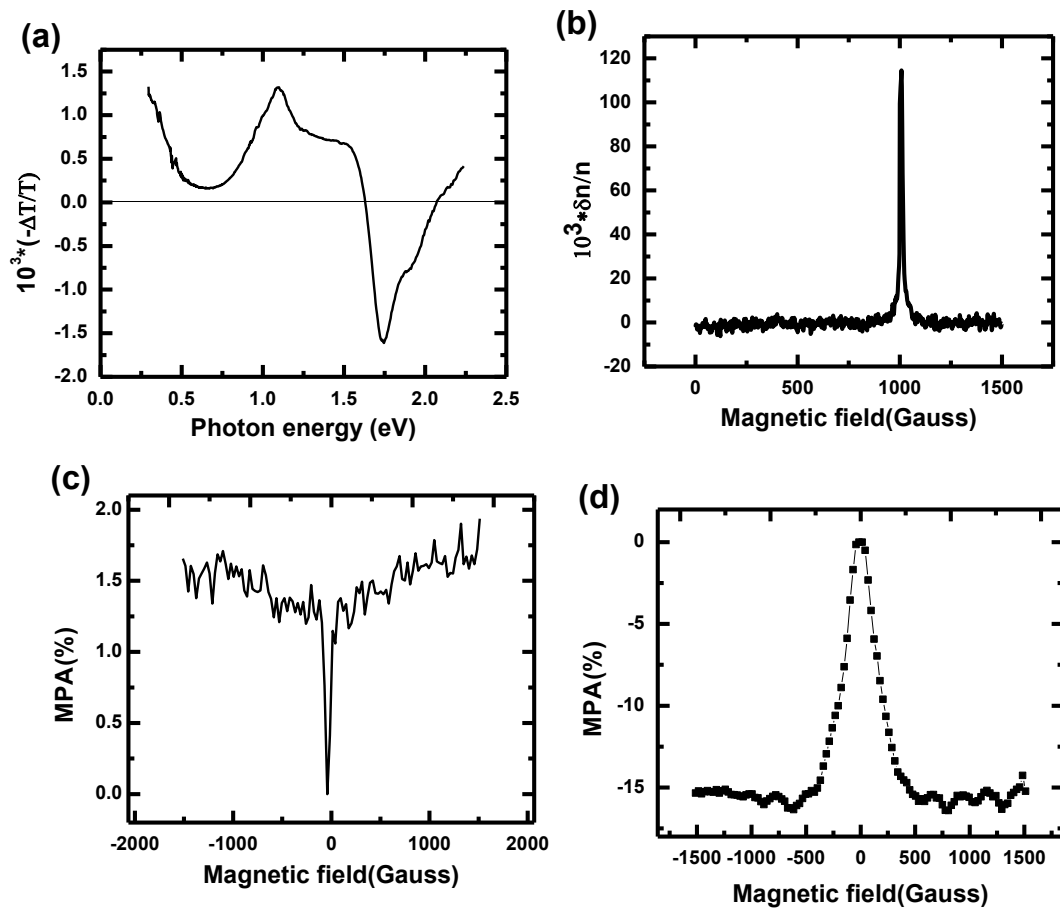 (a)
1.5
1.0
0.5
0.0
-0.5
-1.0
-1.5
-2.0
10³*(-ΔT/T)
0.0 0.5 1.0 1.5 2.0 2.5
Photon energy (eV)
(b)
120
100
80
60
40
20
0
-20
10³*δn/n
0 500 1000 1500
Magnetic field(Gauss)
(c)
2.0
1.5
1.0
0.5
0.0
MPA(%)
-2000 -1000 0 1000 2000
Magnetic field(Gauss)
(d)
0
-5
-10
-15
MPA(%)
-1500 -1000 -500 0 500 1000 1500
Magnetic field(Gauss)